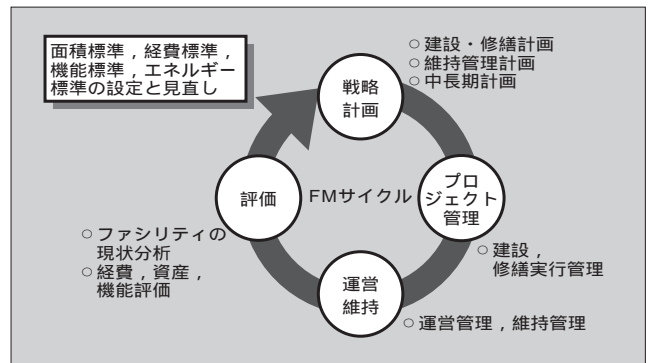 面積標準，経費標準，
機能標準，エネルギー
標準の設定と見直し
○ 建設・修繕計画
○ 維持管理計画
○ 中長期計画
戦略
計画
評価
FMサイクル
プロ
ジェクト
管理
○ ファシリティの
現状分析
○ 経費，資産，
機能評価
○ 建設，
修繕実行管理
運営
維持
○ 運営管理，維持管理